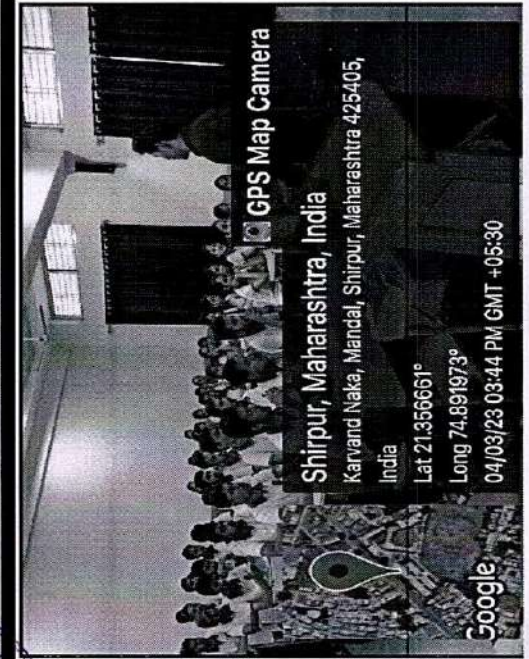 GPS Map Camera
Shirpur, Maharashtra, India
Karvand Naka, Mandal, Shirpur, Maharashtra 425405,
India
Lat 21.356661°
Long 74.891973°
04/03/23 03:44 PM GMT +05:30
Google